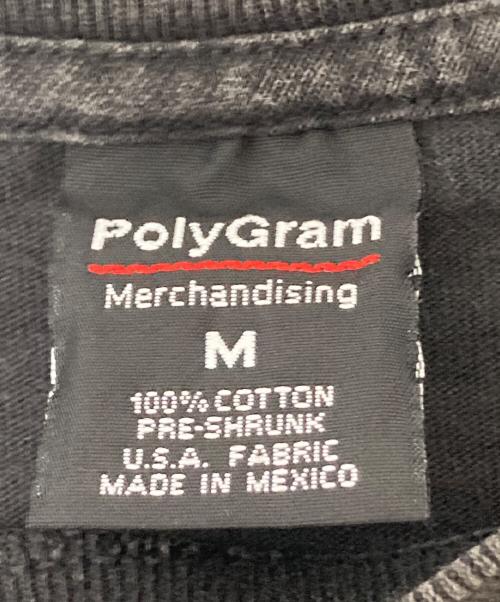 PolyGram
Merchandising
M
100% COTTON
PRE-SHRUNK
U.S.A. FABRIC
MADE IN MEXICO